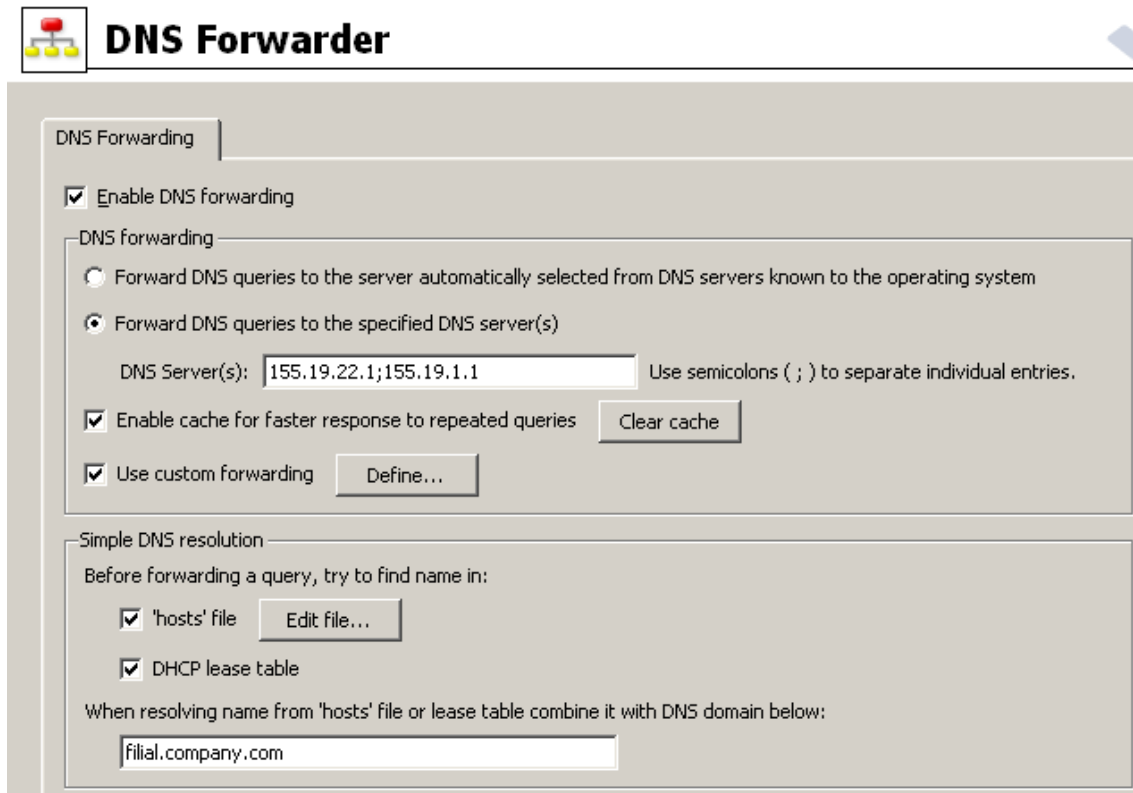 DNS Forwarder
DNS Forwarding
Enable DNS forwarding
DNS forwarding
Forward DNS queries to the server automatically selected from DNS servers known to the operating system
Forward DNS queries to the specified DNS server(s)
DNS Server(s): 155.19.22.1;155.19.1.1 Use semicolons ( ; ) to separate individual entries.
Enable cache for faster response to repeated queries Clear cache
Use custom forwarding Define...
Simple DNS resolution
Before forwarding a query, try to find name in:
'hosts' file Edit file...
DHCP lease table
When resolving name from 'hosts' file or lease table combine it with DNS domain below:
filial.company.com